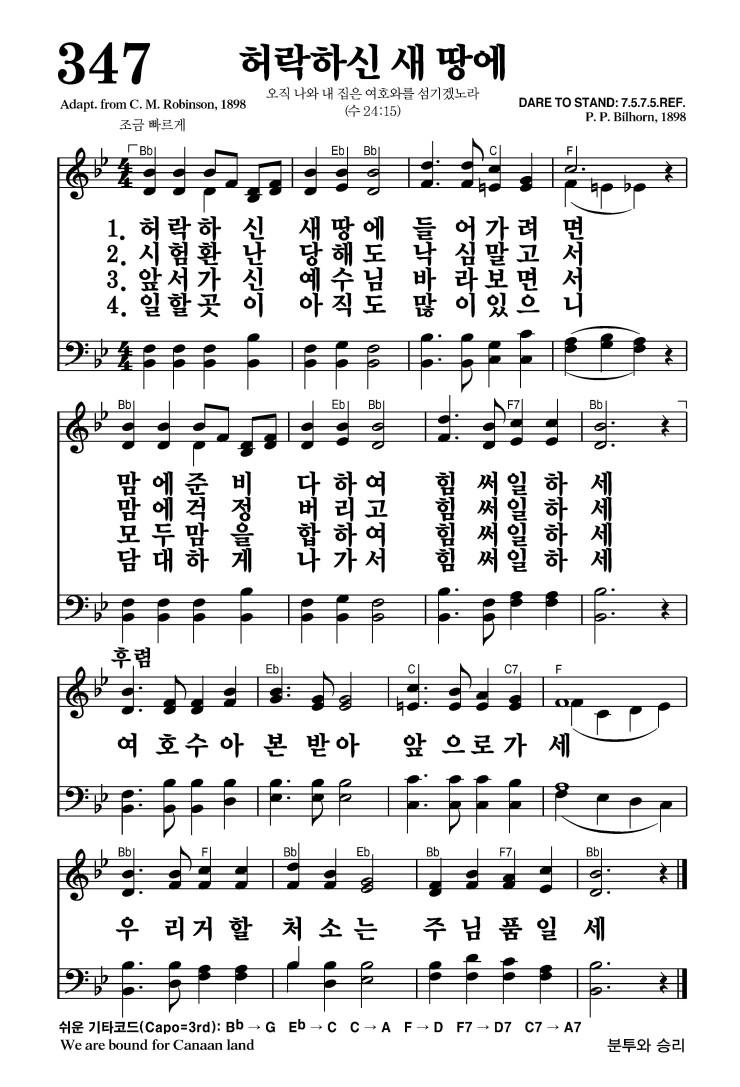 347
허락하신 새 땅에
Adapt. from C. M. Robinson, 1898
오직 나와 내 집은 여호와를 섬기겠노라
(수 24:15)
DARE TO STAND: 7.5.7.5.REF.
P. P. Bilhorn, 1898
조금 빠르게
Bb Eb Bb C F
1. 허락하 신 새땅에 들 어가려 면
2. 시험환 난 당해도 낙 심말고 서
3. 앞서가 신 예수님 바 라보면 서
4. 일할곳 이 아직도 많 이있으 니
Bb Eb Bb F7 Bb
맘에준 비 다하여 힘 써일하 세
맘에걱 정 버리고 힘 써일하 세
모두맘 을 합하여 힘 써일하 세
담대하 게 나가서 힘 써일하 세
후렴
Eb C C7 F
여 호수아 본 받아 앞 으로가 세
Bb F Bb Eb Bb F7 Bb
우 리거할 처 소는 주 님품일 세
쉬운 기타코드(Capo=3rd): Bb → G Eb → C C → A F → D F7 → D7 C7 → A7
We are bound for Canaan land
분투와 승리